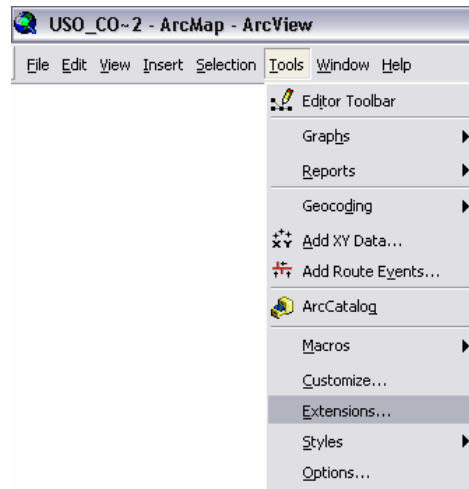 USO_CO~2 - ArcMap - ArcView
File Edit View Insert Selection Tools Window Help
Editor Toolbar
Graphs
Reports
Geocoding
Add XY Data...
Add Route Events...
ArcCatalog
Macros
Customize...
Extensions...
Styles
Options...